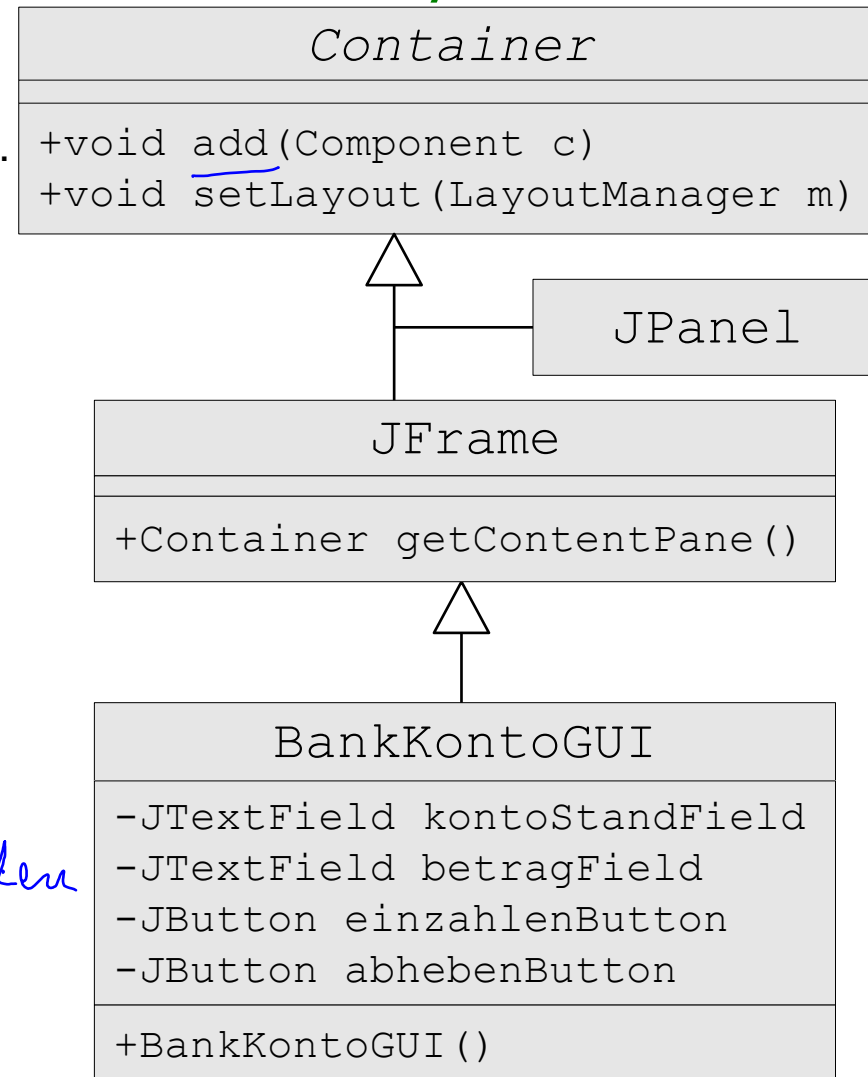 Container
+void add(Component c)
+void setLayout(LayoutManager m)
JPanel
JFrame
+Container getContentPane()
BankKontoGUI
-JTextField kontoStandField
-JTextField betragField
-JButton einzahlenButton
-JButton abhebenButton
+BankKontoGUI()